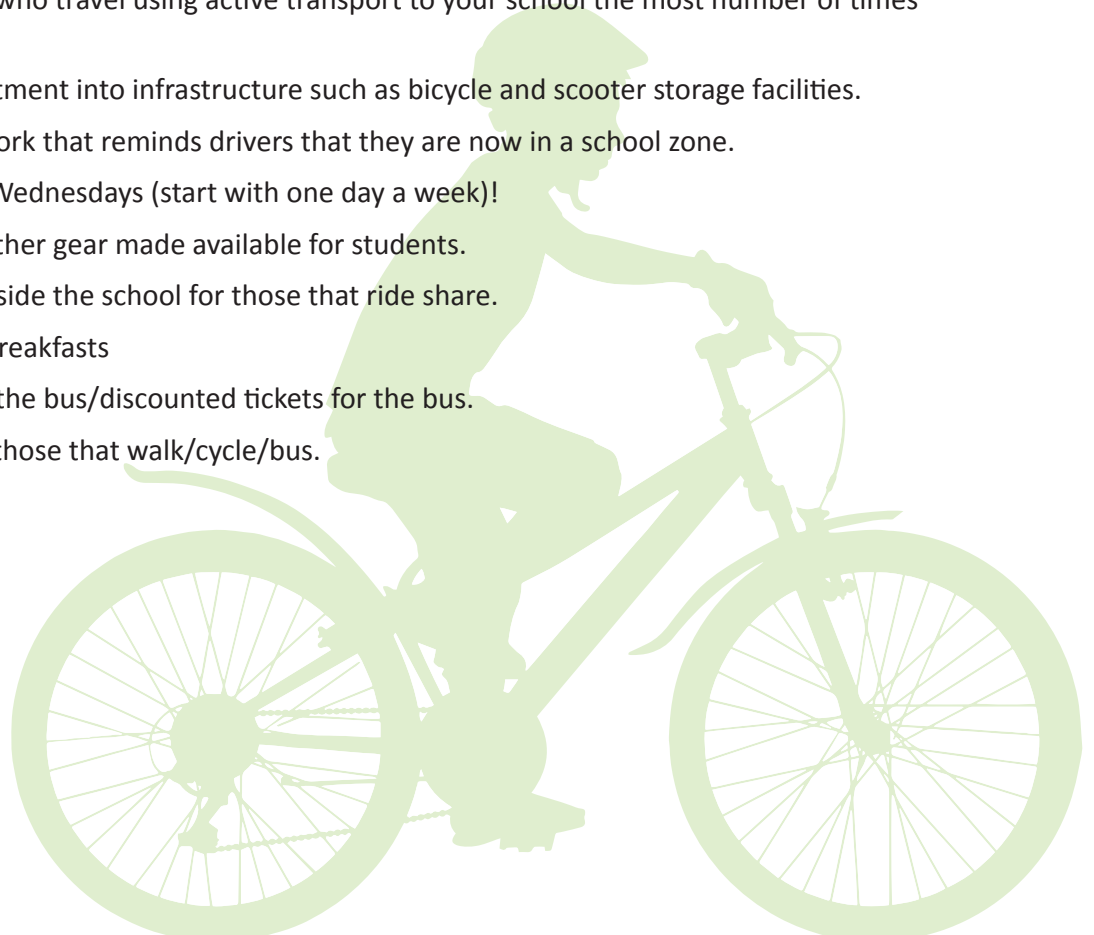 who travel using active transport to your school the most number of times
tment into infrastructure such as bicycle and scooter storage facilities.
ork that reminds drivers that they are now in a school zone.
Wednesdays (start with one day a week)!
ther gear made available for students.
side the school for those that ride share.
reakfasts
the bus/discounted tickets for the bus.
those that walk/cycle/bus.